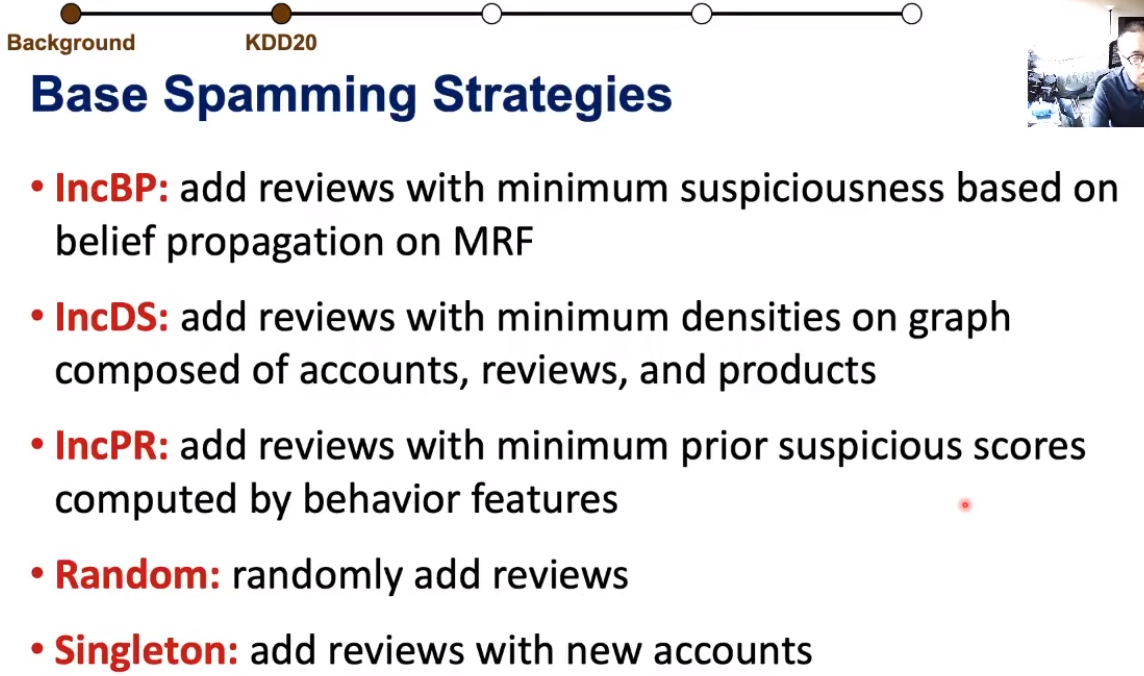 Background
KDD20
Base Spamming Strategies
• IncBP: add reviews with minimum suspiciousness based on
belief propagation on MRF
• IncDS: add reviews with minimum densities on graph
composed of accounts, reviews, and products
• IncPR: add reviews with minimum prior suspicious scores
computed by behavior features
• Random: randomly add reviews
• Singleton: add reviews with new accounts